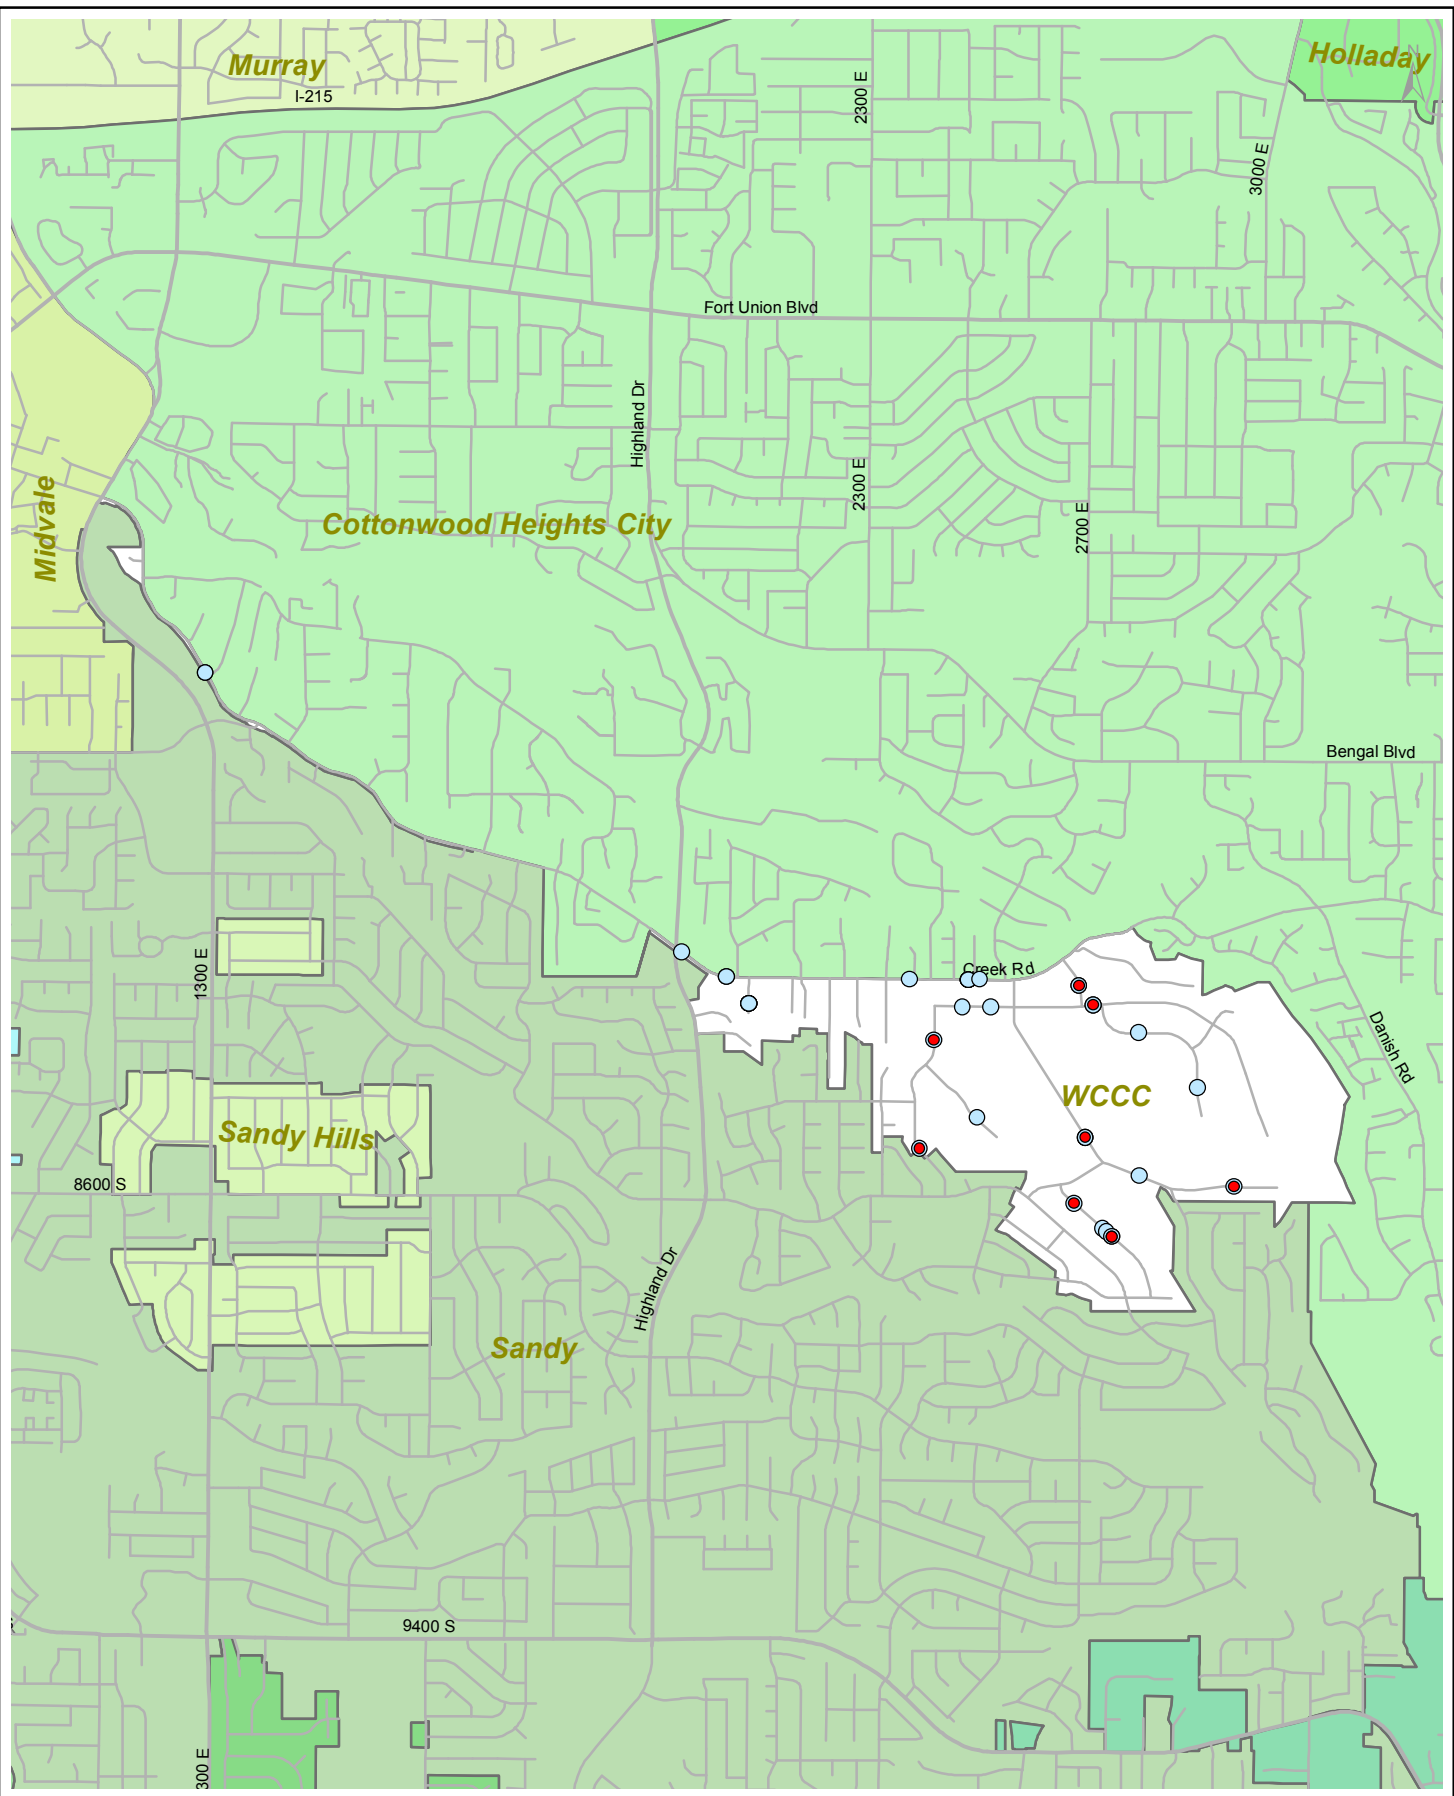 Murray
Holladay
I-215
2300 E
3000 E
Fort Union Blvd
Highland Dr
2300 E
Midvale
Cottonwood Heights City
2700 E
Bengal Blvd
1300 E
Creek Rd
Danish Rd
WCCC
Sandy Hills
8600 S
Highland Dr
Sandy
9400 S
300 E